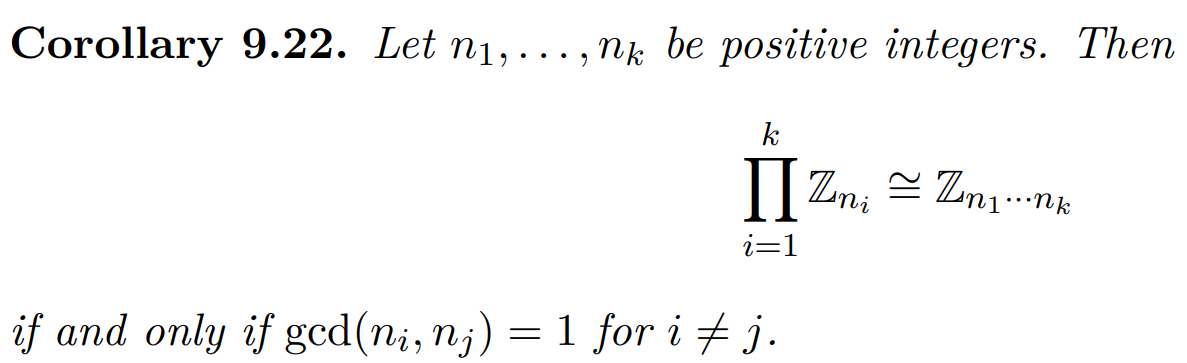 Corollary 9.22. Let n₁, . . . , nₖ be positive integers. Then
∏ᵢ₌₁ᵏ ℤₙᵢ ≅ ℤₙ₁⋯ₙₖ
if and only if gcd(nᵢ, nⱼ) = 1 for i ≠ j.